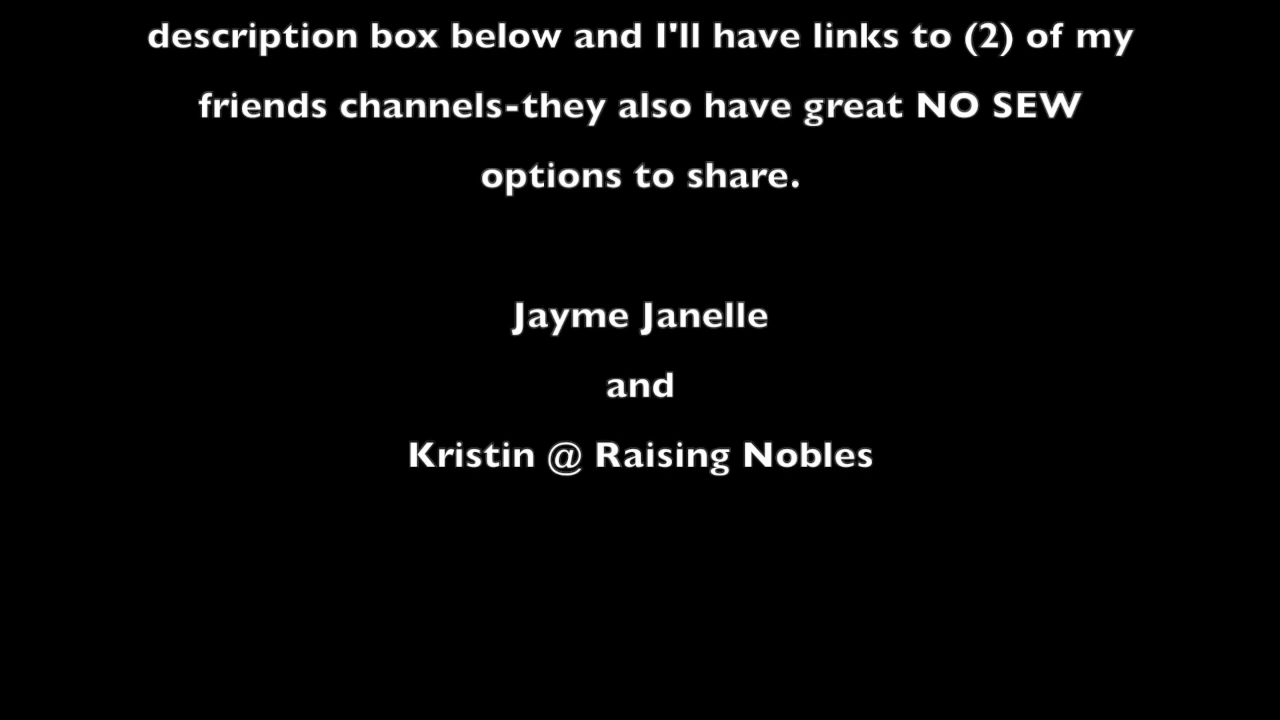 description box below and I'll have links to (2) of my
friends channels-they also have great NO SEW
options to share.
Jayme Janelle
and
Kristin @ Raising Nobles